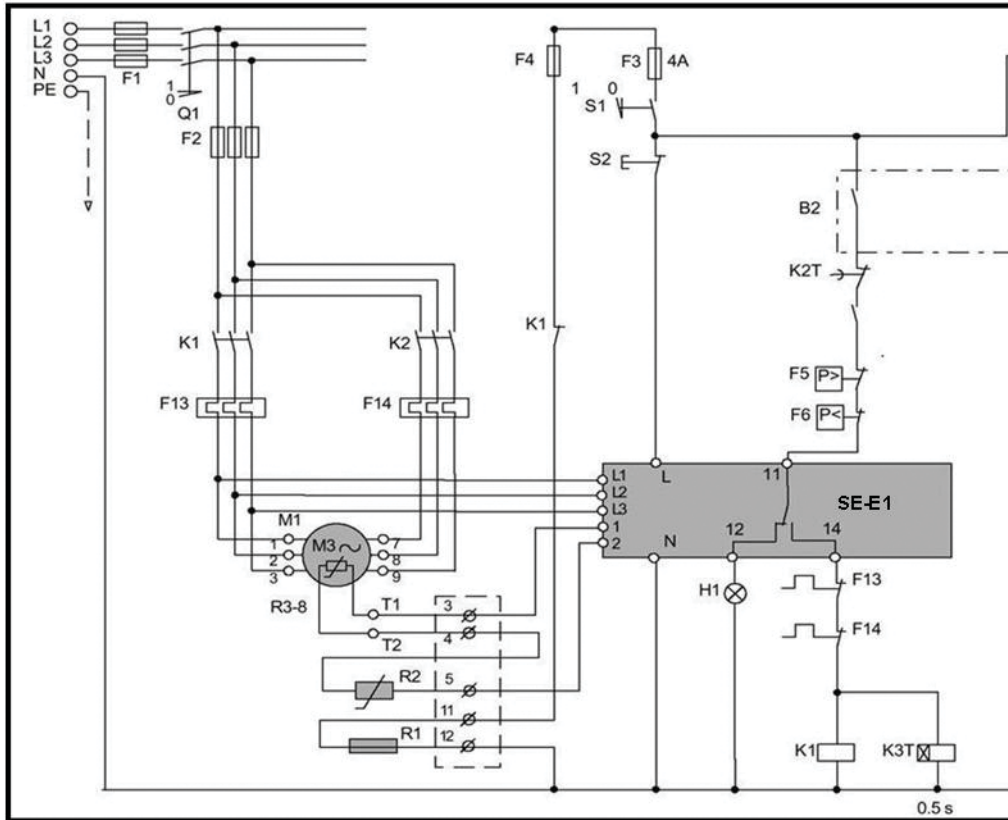 L1
L2
L3
N
PE
F1
1
0
Q1
F2
F4
F3 4A
1 0
S1
S2
B2
K2T
K1
K2
K1
F13
F14
F5 P>
F6 P<
L1
L2
L3
1
2
L
11
SE-E1
N
12
14
M1
1
2
3
M3
7
8
9
R3-8
T1
T2
3
4
5
11
12
R2
R1
H1
F13
F14
K1
K3T
0.5 s